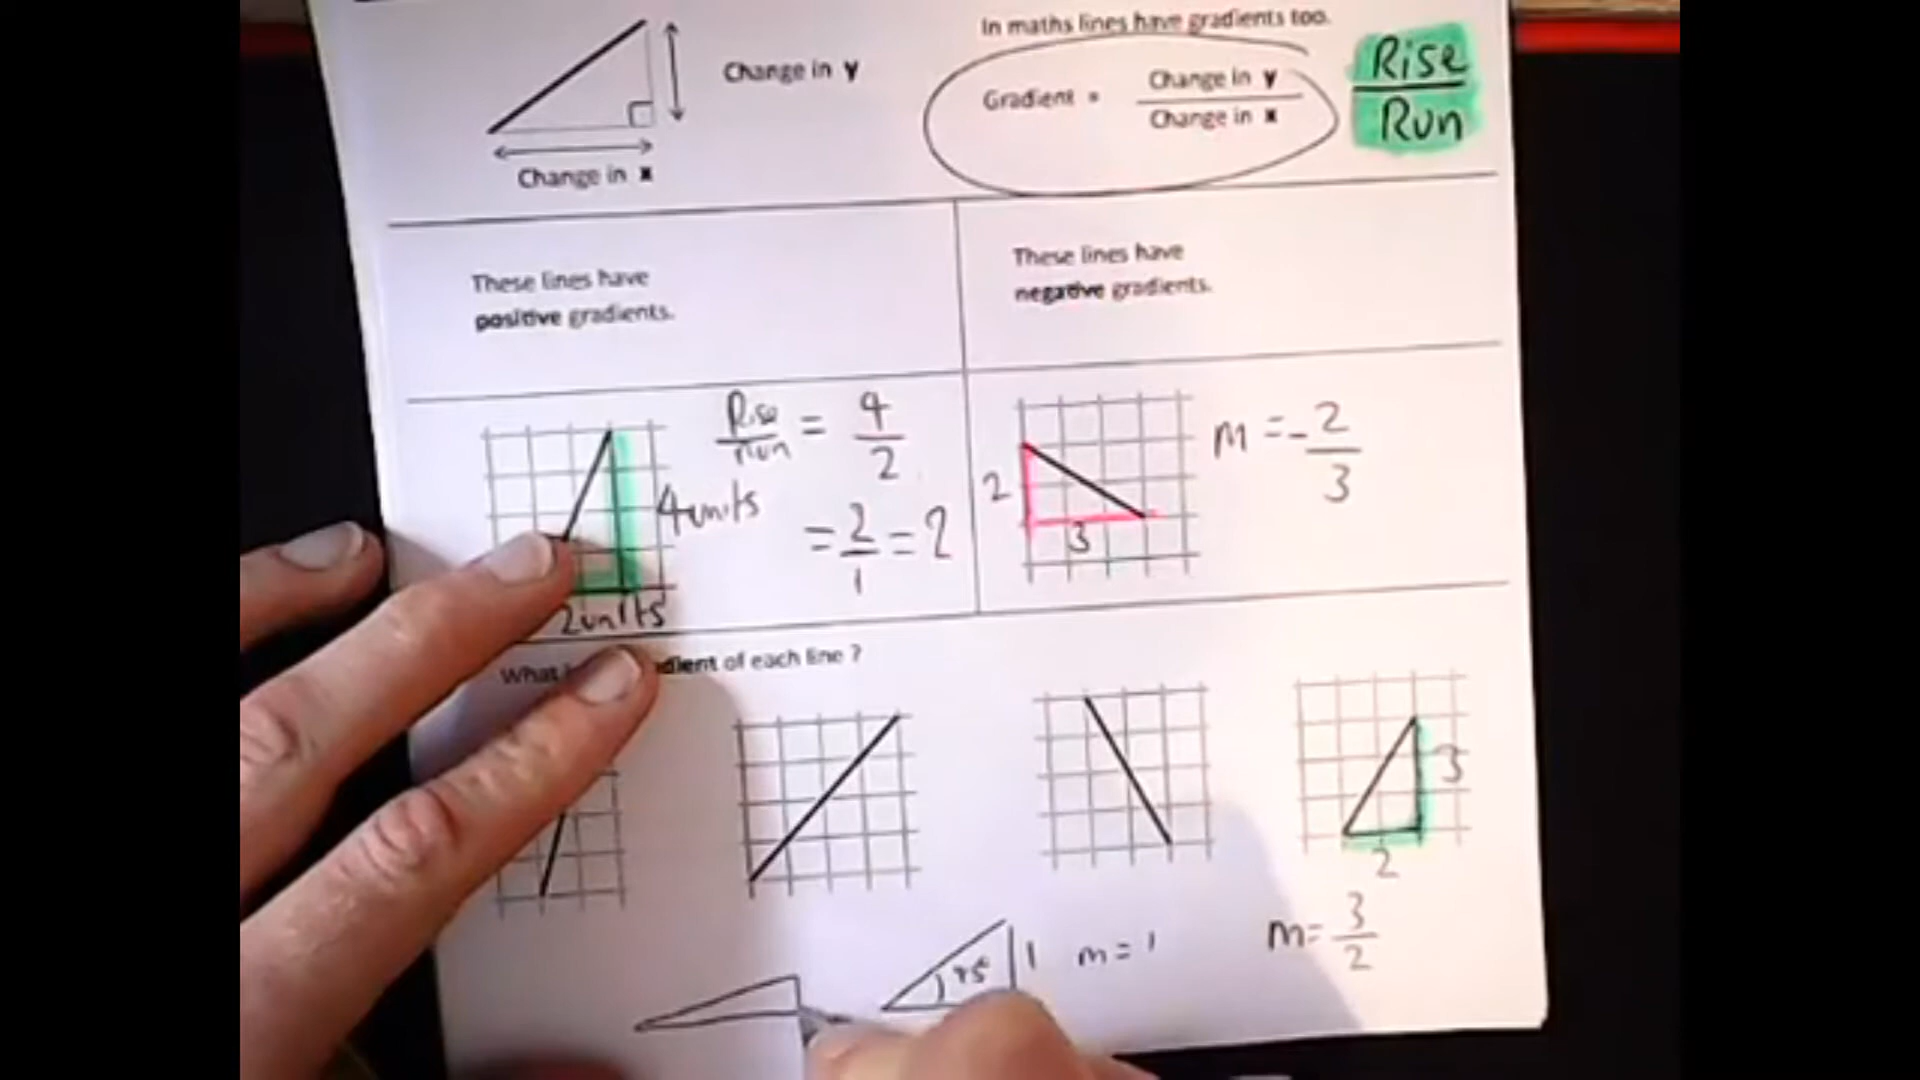 In maths lines have gradients too.
Change in y
Gradient = Change in y
Change in x
Rise
Run
Change in x
These lines have
positive gradients.
These lines have
negative gradients.
Rise
run
= 4
2
4units
= 2
1
= 2
2units
2
3
m = - 2
3
What
dient of each line ?
3
2
m = 3
2
45°
1
m = 1